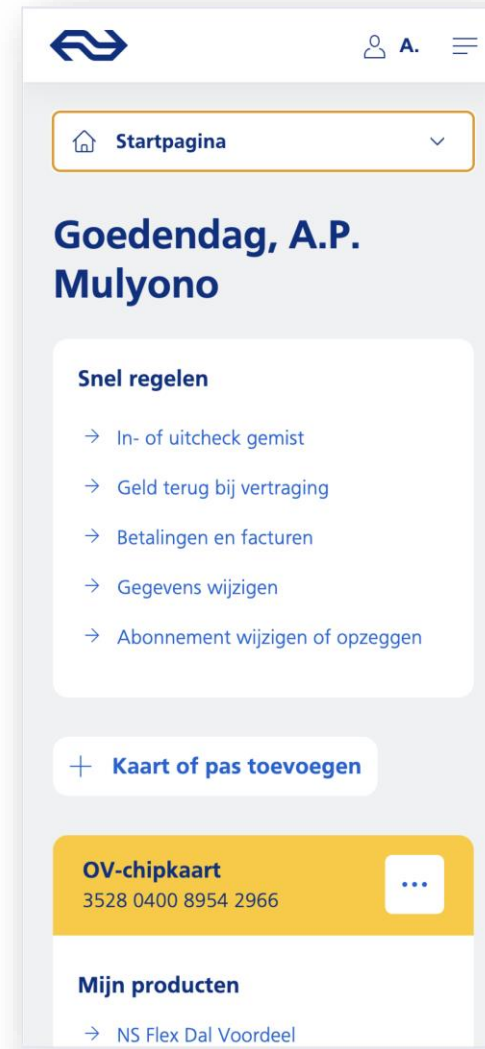 A.
Startpagina
Goedendag, A.P.
Mulyono
Snel regelen
In- of uitcheck gemist
Geld terug bij vertraging
Betalingen en facturen
Gegevens wijzigen
Abonnement wijzigen of opzeggen
Kaart of pas toevoegen
OV-chipkaart
3528 0400 8954 2966
Mijn producten
NS Flex Dal Voordeel